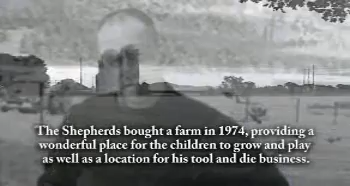 The Shepherds bought a farm in 1974, providing a
wonderful place for the children to grow and play
as well as a location for his tool and die business.